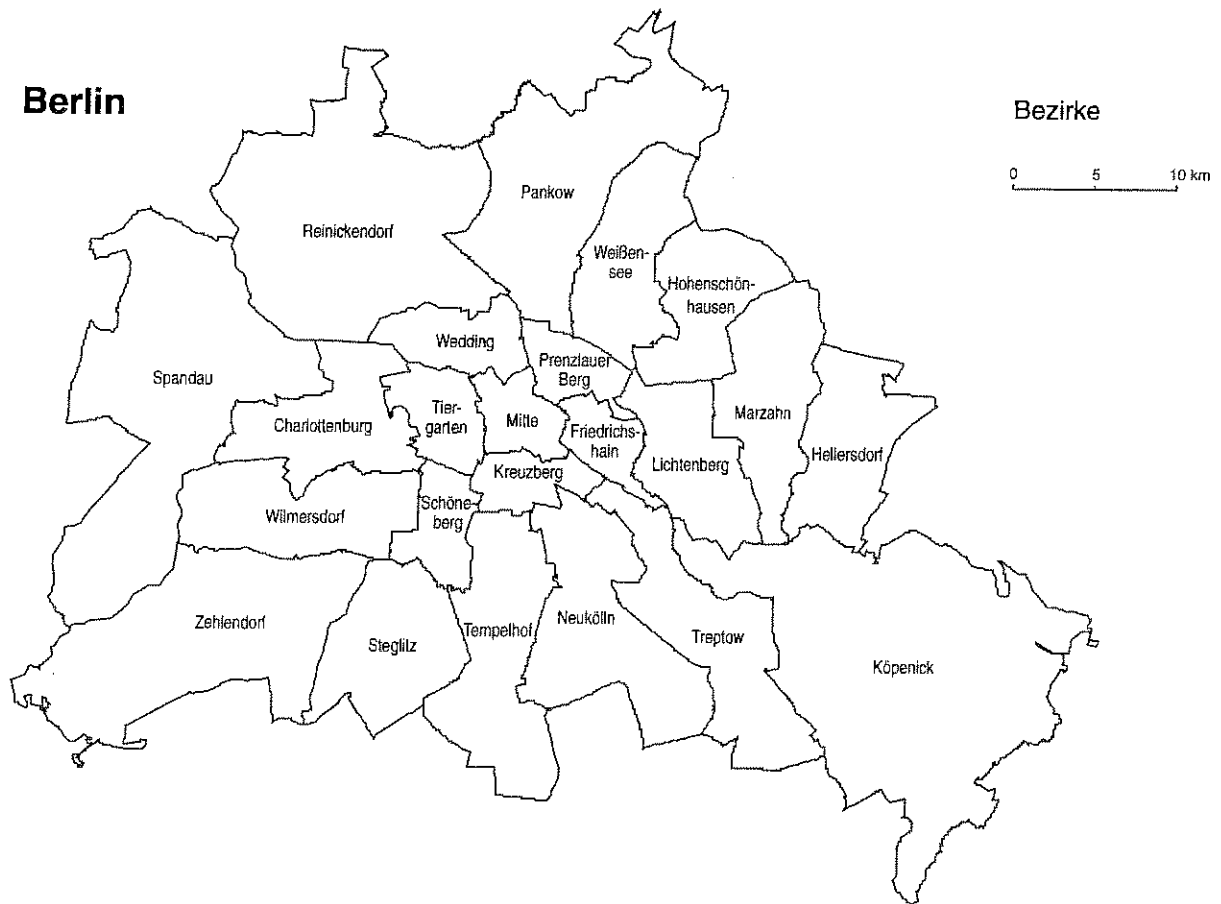 Berlin
Bezirke
0 5 10 km
Pankow
Reinickendorf
Weißen-
see
Hohenschön-
hausen
Wedding
Prenzlauer
Berg
Spandau
Charlottenburg
Tier-
garten
Mitte
Friedrichs-
hain
Marzahn
Hellersdorf
Lichtenberg
Kreuzberg
Schöne-
berg
Wilmersdorf
Zehlendorf
Steglitz
Tempelhof
Neukölln
Treptow
Köpenick